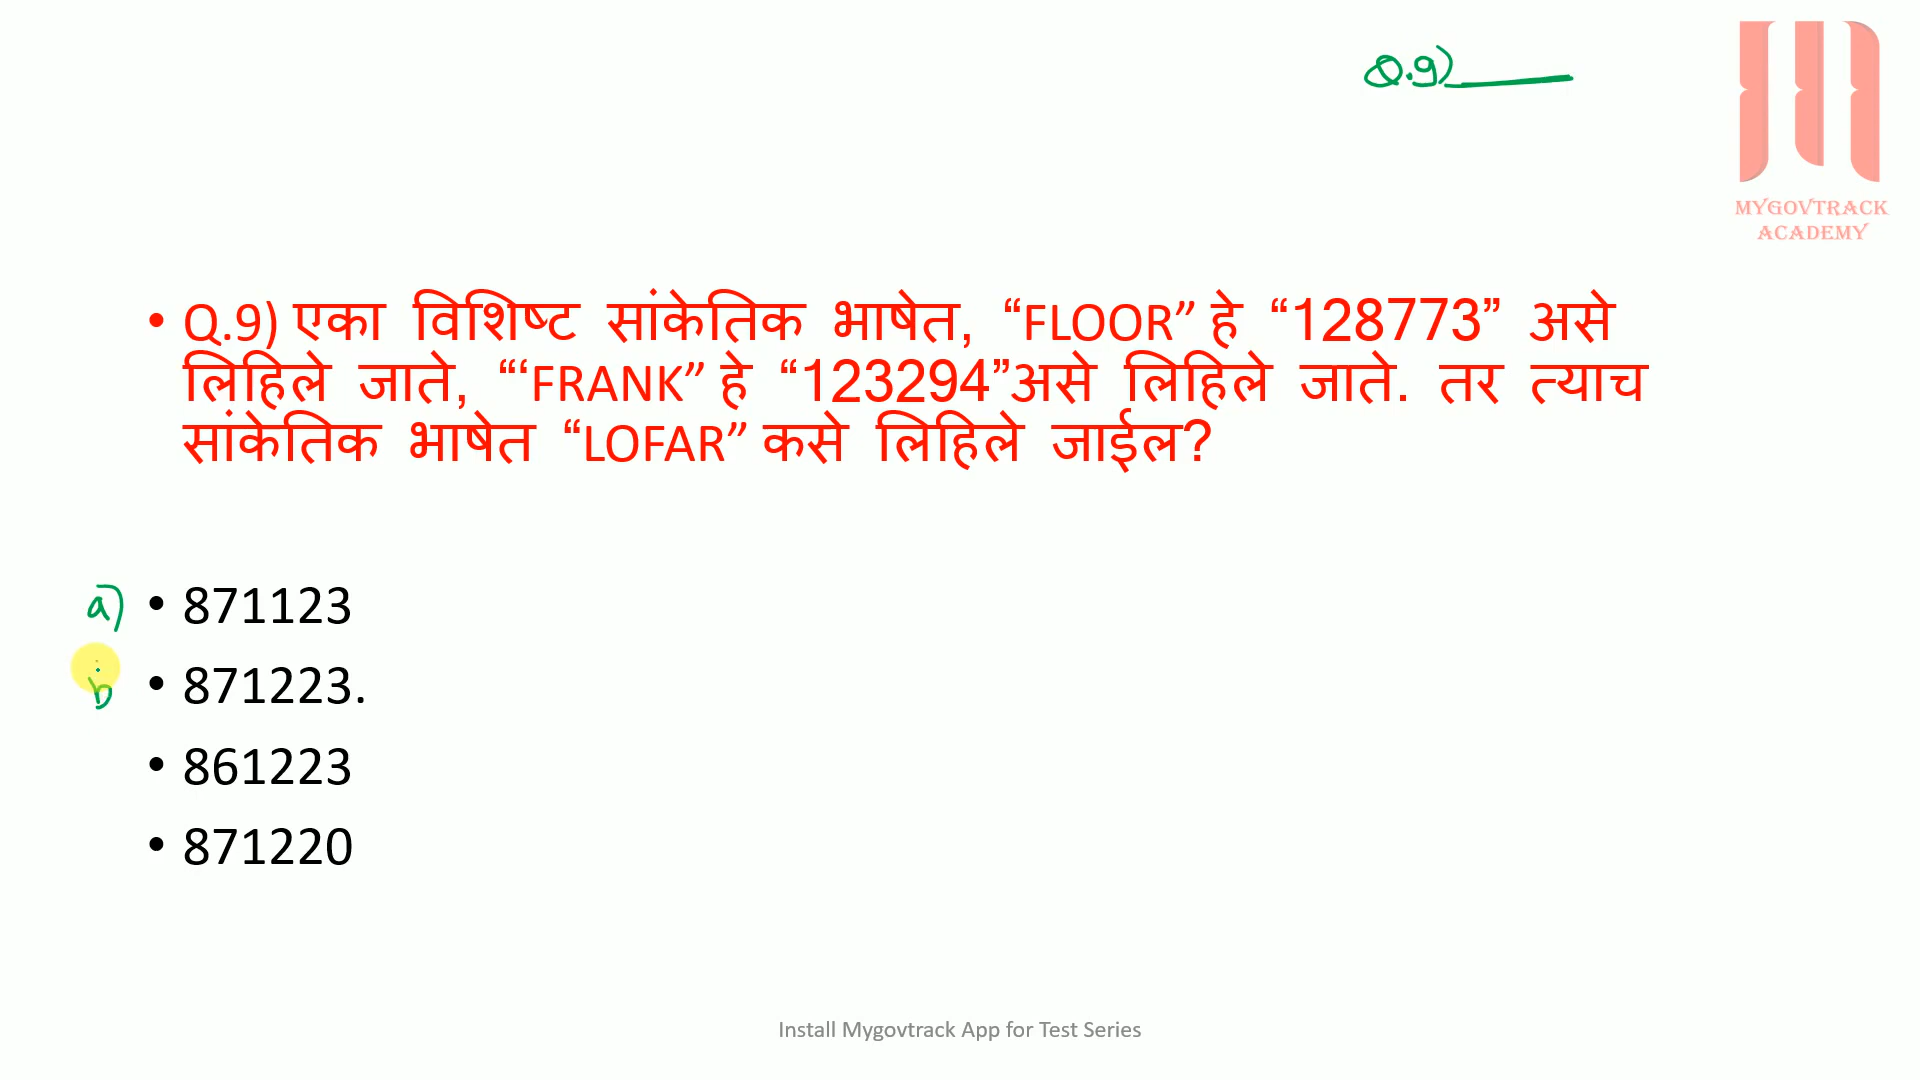 Q.9)
MYGOVTRACK
ACADEMY
• Q.9) एका विशिष्ट सांकेतिक भाषेत, “FLOOR” हे “128773” असे
लिहिले जाते, “‘FRANK” हे “123294”असे लिहिले जाते. तर त्याच
सांकेतिक भाषेत “LOFAR” कसे लिहिले जाईल?
a) • 871123
b • 871223.
• 861223
• 871220
Install Mygovtrack App for Test Series